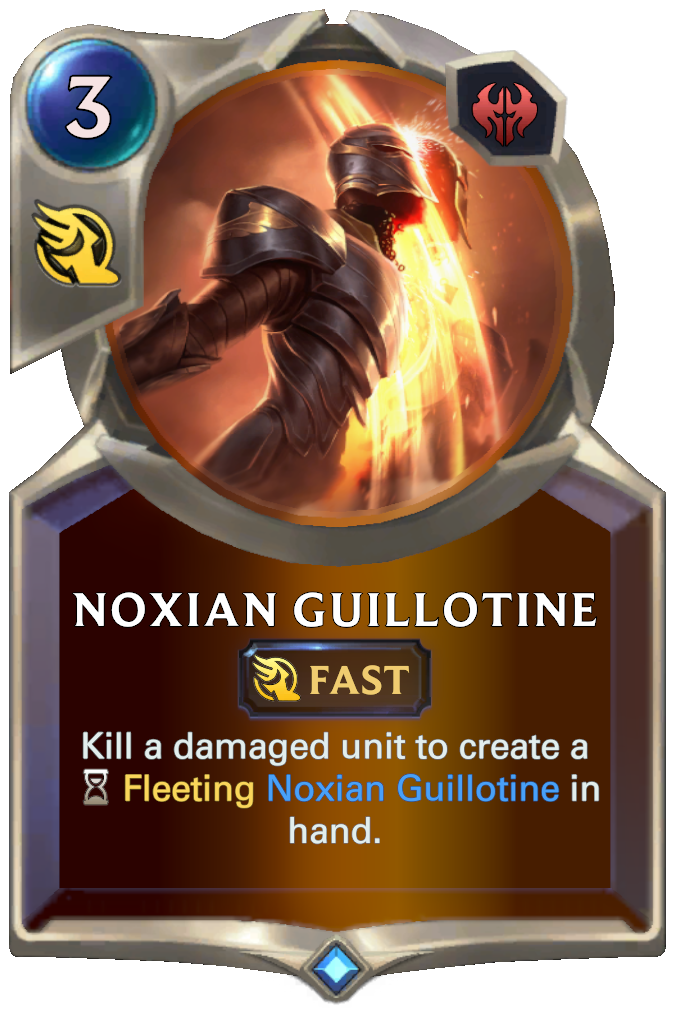 3
NOXIAN GUILLOTINE
FAST
Kill a damaged unit to create a
Fleeting Noxian Guillotine in
hand.